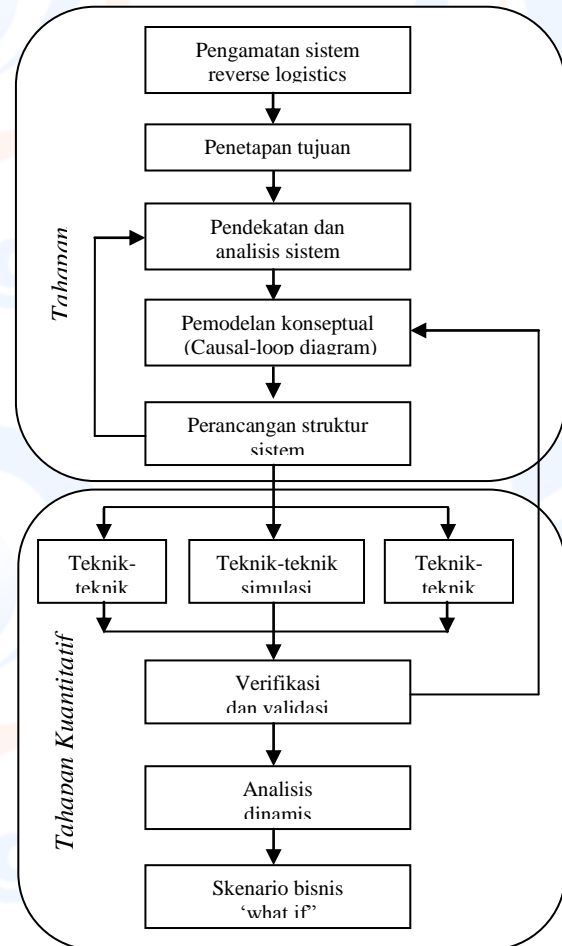 Pengamatan sistem
reverse logistics
Penetapan tujuan
Pendekatan dan
analisis sistem
Tahapan
Pemodelan konseptual
(Causal-loop diagram)
Perancangan struktur
sistem
Teknik-
teknik
Teknik-teknik
simulasi
Teknik-
teknik
Tahapan Kuantitatif
Verifikasi
dan validasi
Analisis
dinamis
Skenario bisnis
‘what if”